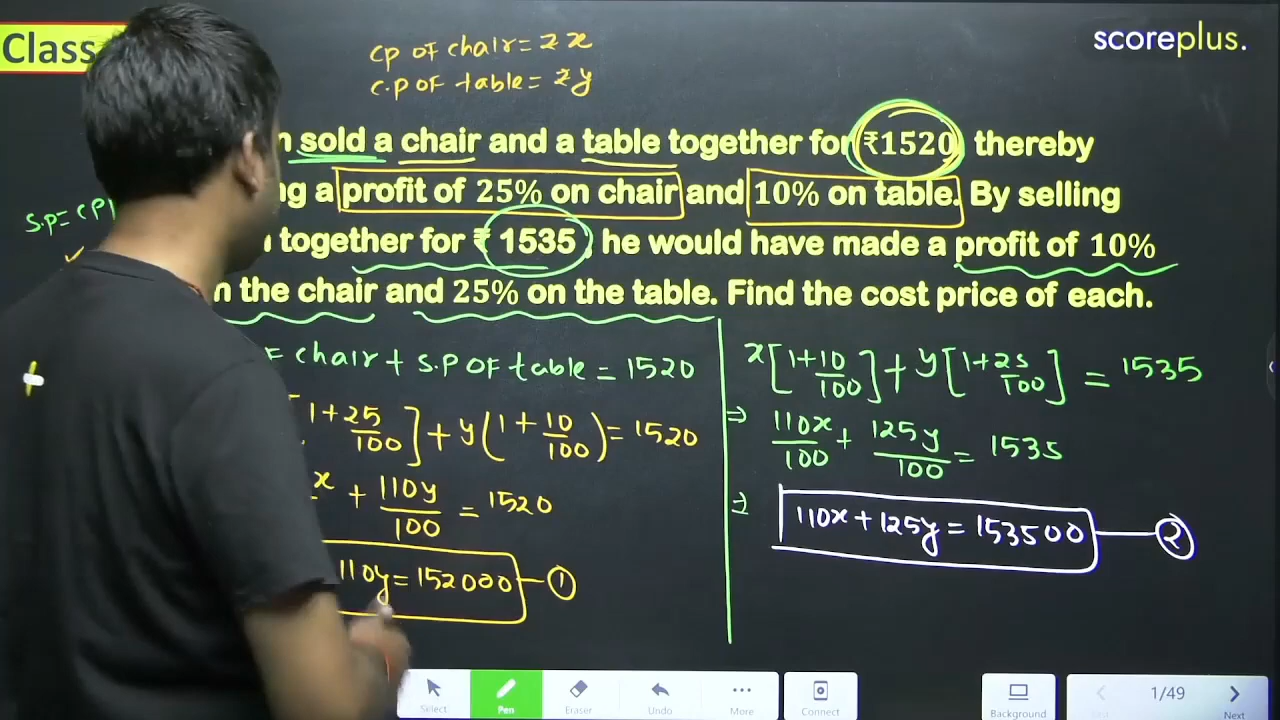 Class
scoreplus.
CP of chair = ₹ x
C.P of table = ₹ y
sold a chair and a table together for ₹1520 thereby
a profit of 25% on chair and 10% on table. By selling
together for ₹ 1535, he would have made a profit of 10%
the chair and 25% on the table. Find the cost price of each.
S.P = CP
chair + S.P OF table = 1520
[1+25/100] + y(1+10/100) = 1520
x + 110y/100 = 1520
110y = 152000 — ①
x[1+10/100] + y[1+25/100] = 1535
⇒ 110x/100 + 125y/100 = 1535
⇒ 110x + 125y = 153500 — ②
Select
Pen
Eraser
Undo
More
Connect
Background
1/49
Next